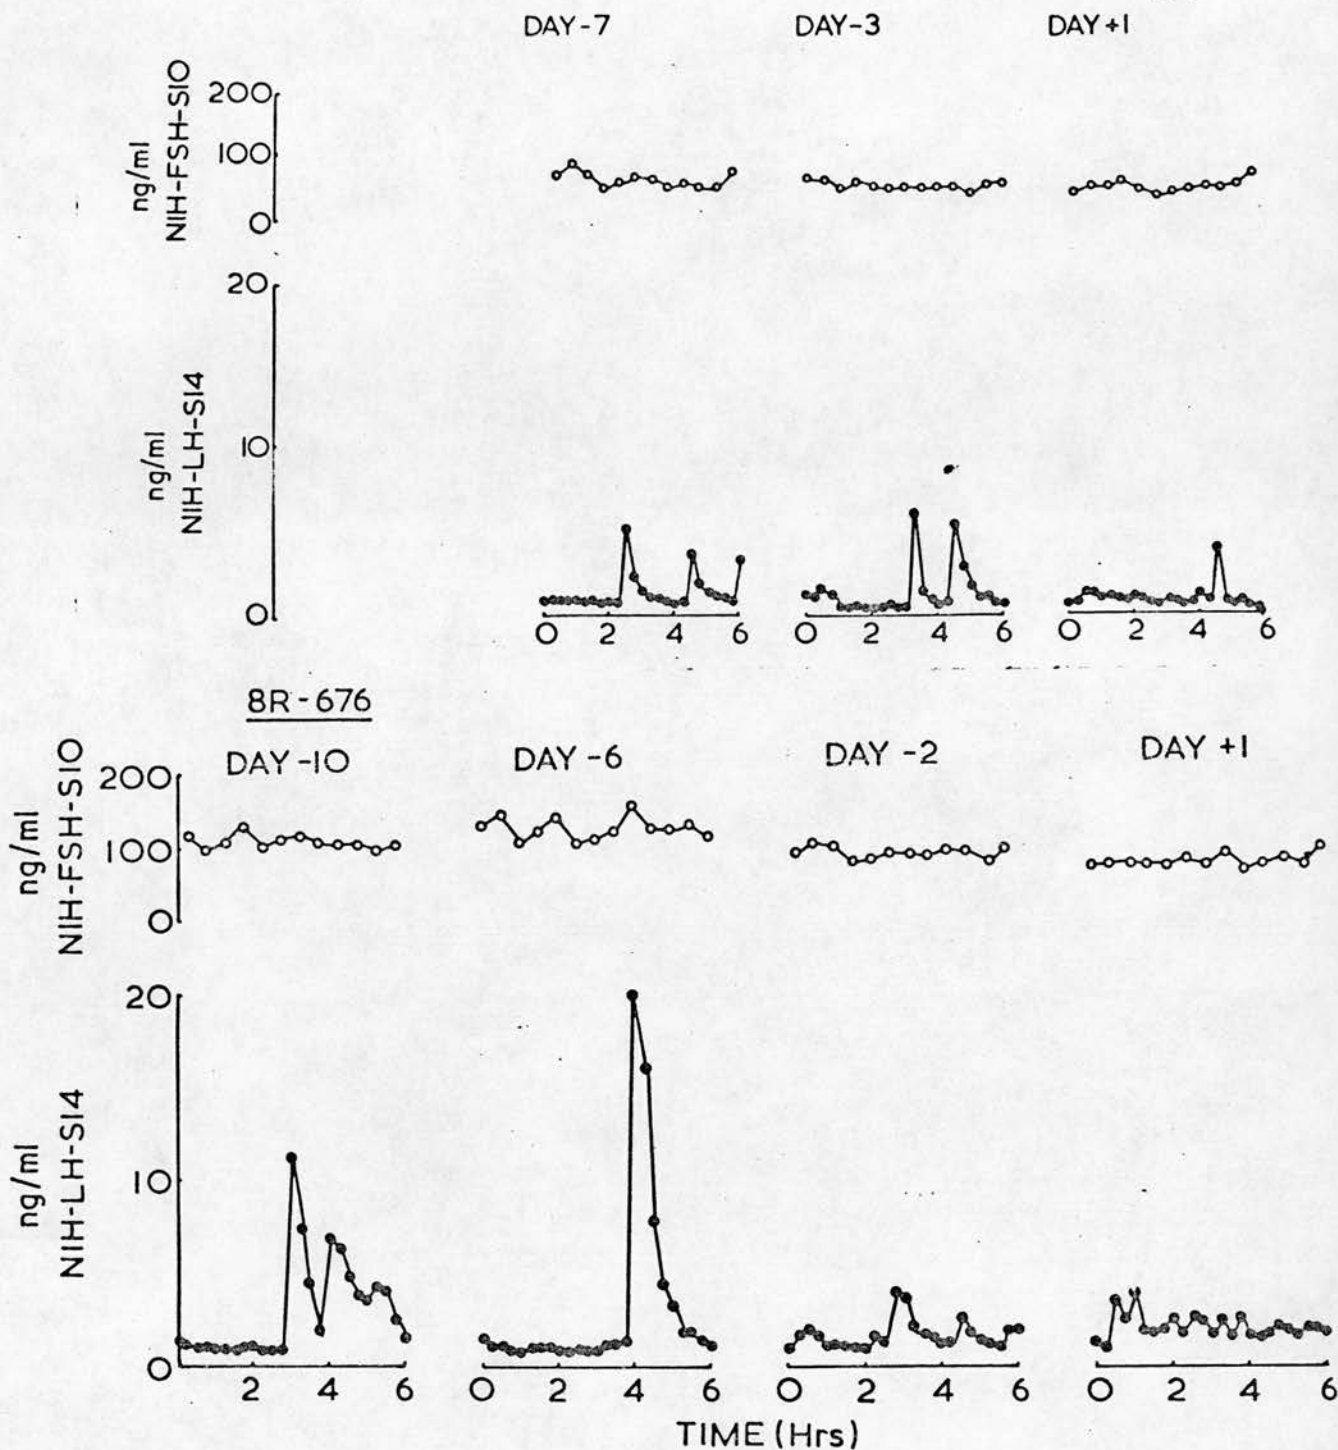 DAY-7 DAY-3 DAY+1
ng/ml
NIH-FSH-S10
200
100
0
ng/ml
NIH-LH-S14
20
10
0
0 2 4 6 0 2 4 6 0 2 4 6
8R-676
DAY -10 DAY -6 DAY -2 DAY +1
ng/ml
NIH-FSH-S10
200
100
0
ng/ml
NIH-LH-S14
20
10
0
2 4 6 0 2 4 6 0 2 4 6 0 2 4 6
TIME (Hrs)